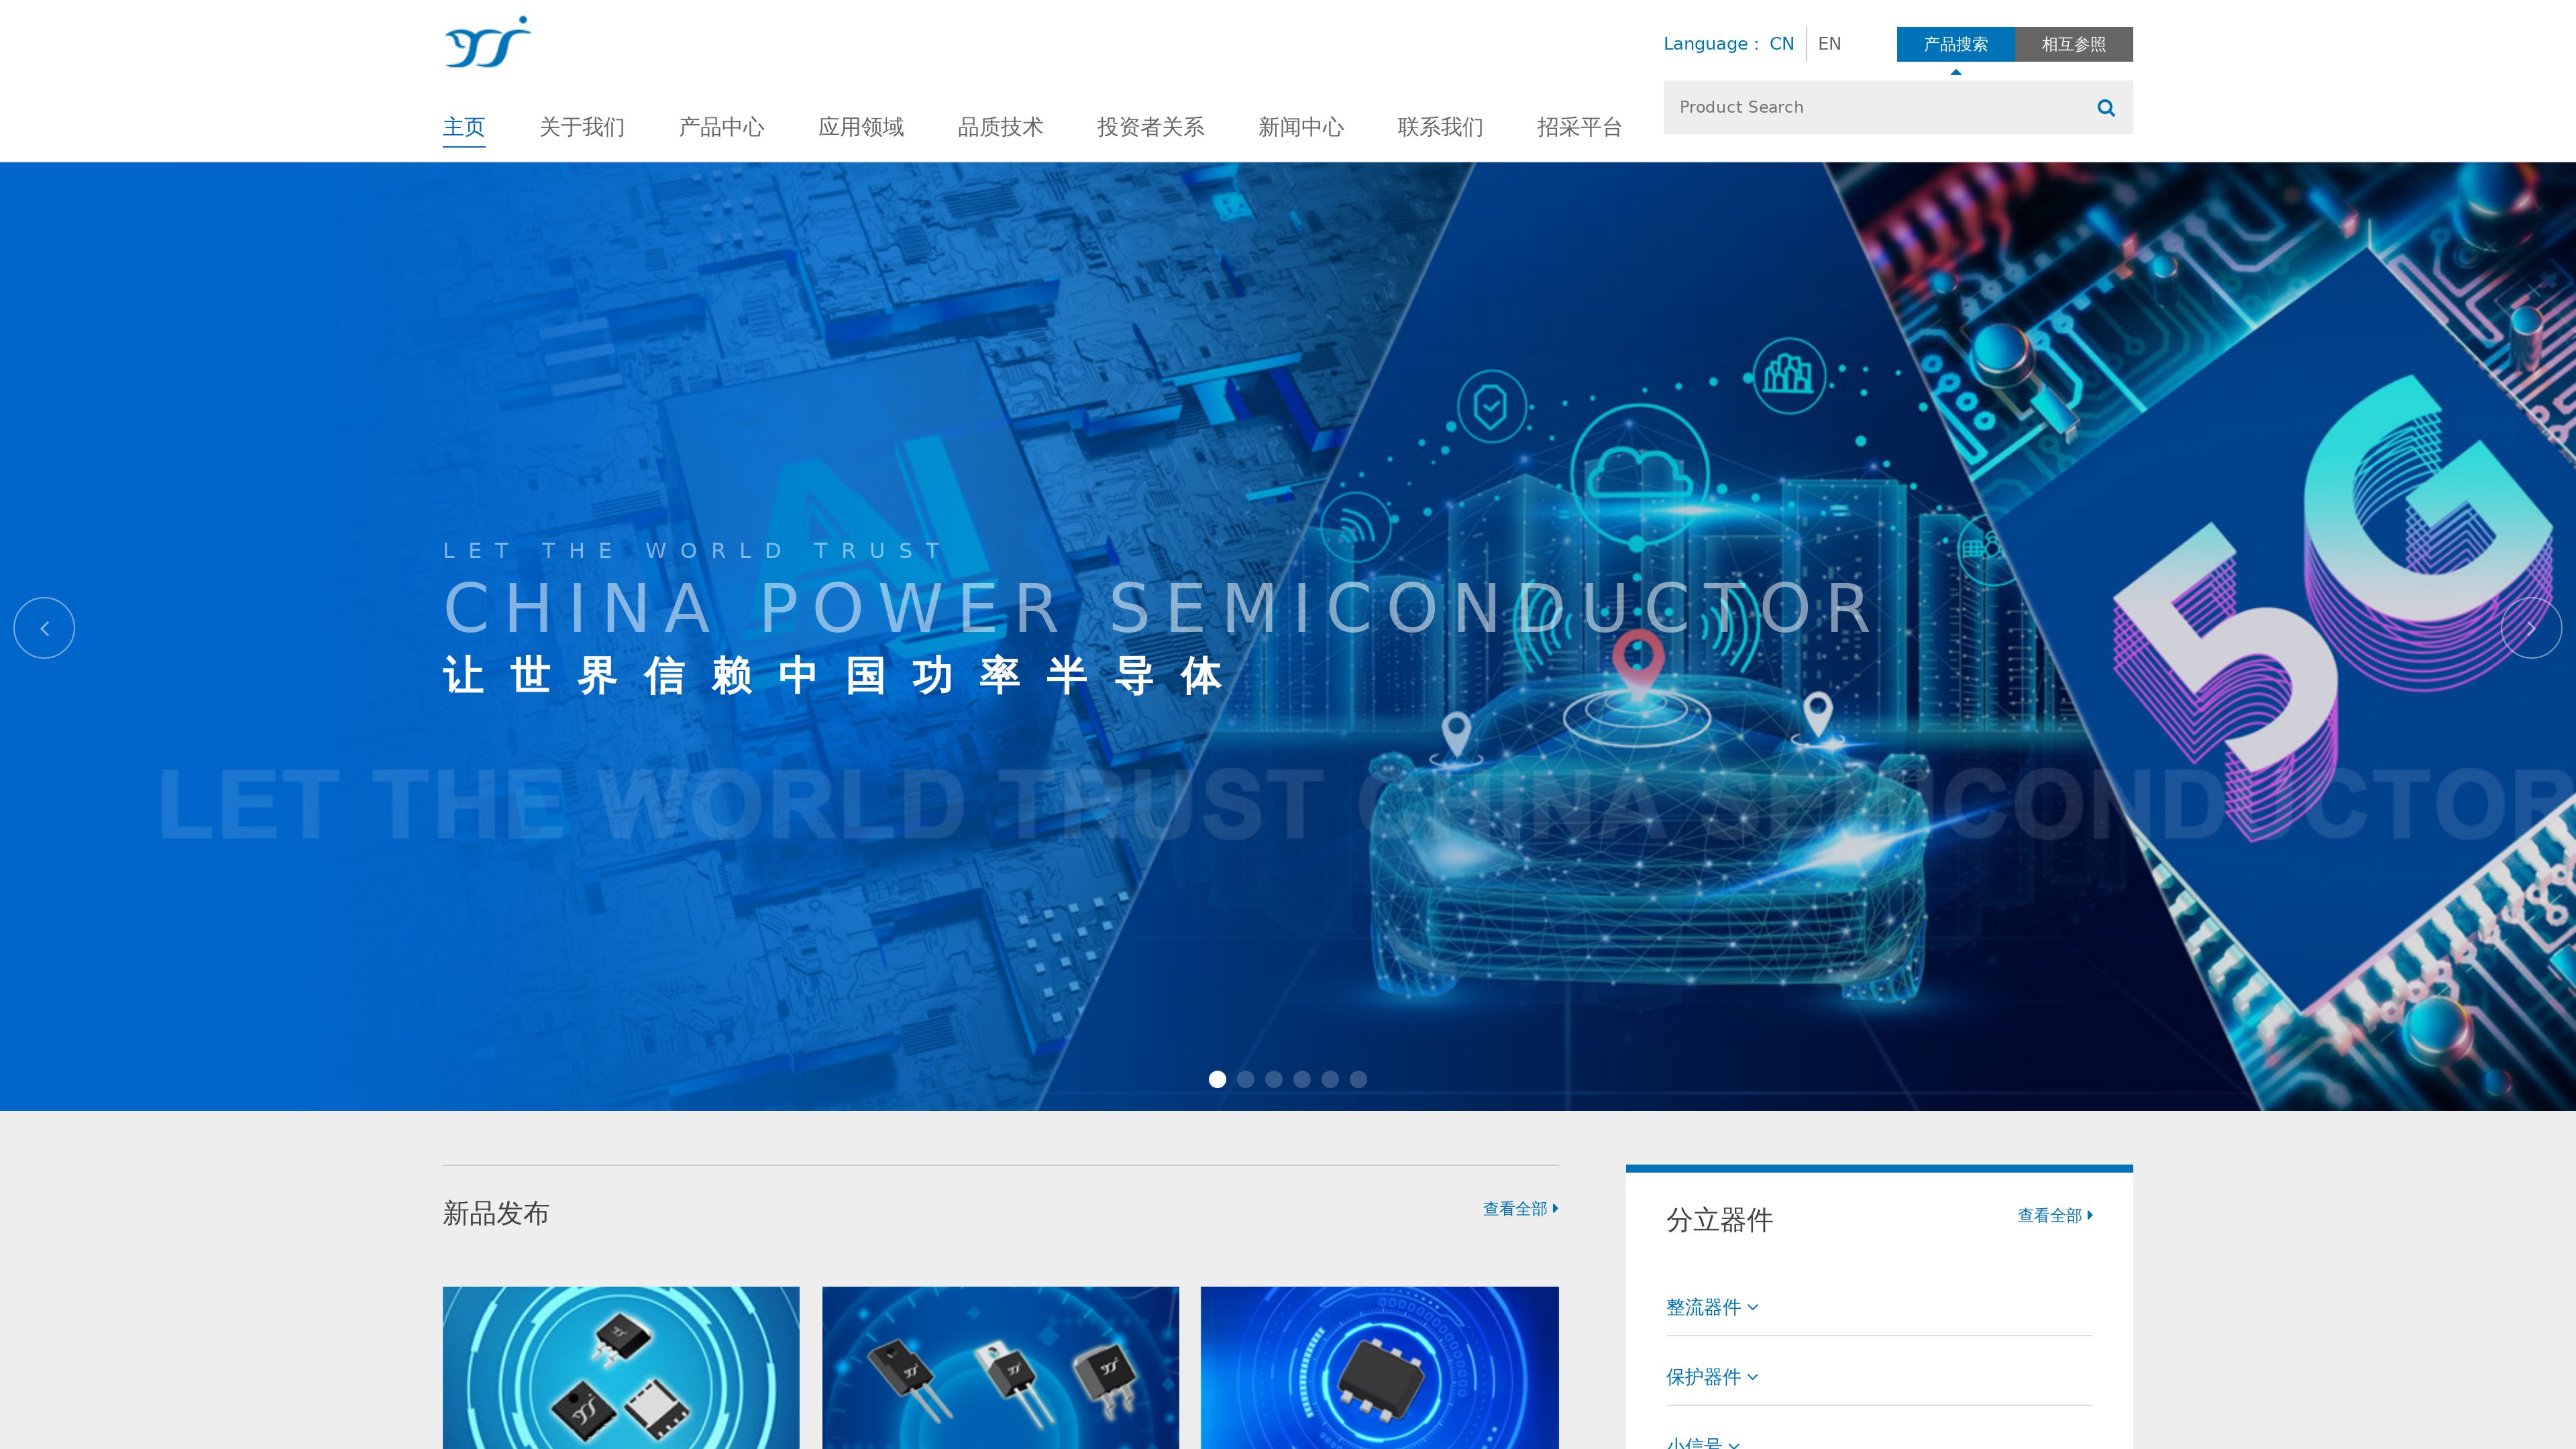 Language： CN
EN
产品搜索
相互参照
Product Search
主页
关于我们
产品中心
应用领域
品质技术
投资者关系
新闻中心
联系我们
招采平台
AI
5G
LET THE WORLD TRUST
CHINA POWER SEMICONDUCTOR
让世界信赖中国功率半导体
LET THE WORLD TRUST CHINA SEMICONDUCTOR
新品发布
查看全部
分立器件
查看全部
整流器件
保护器件
小信号